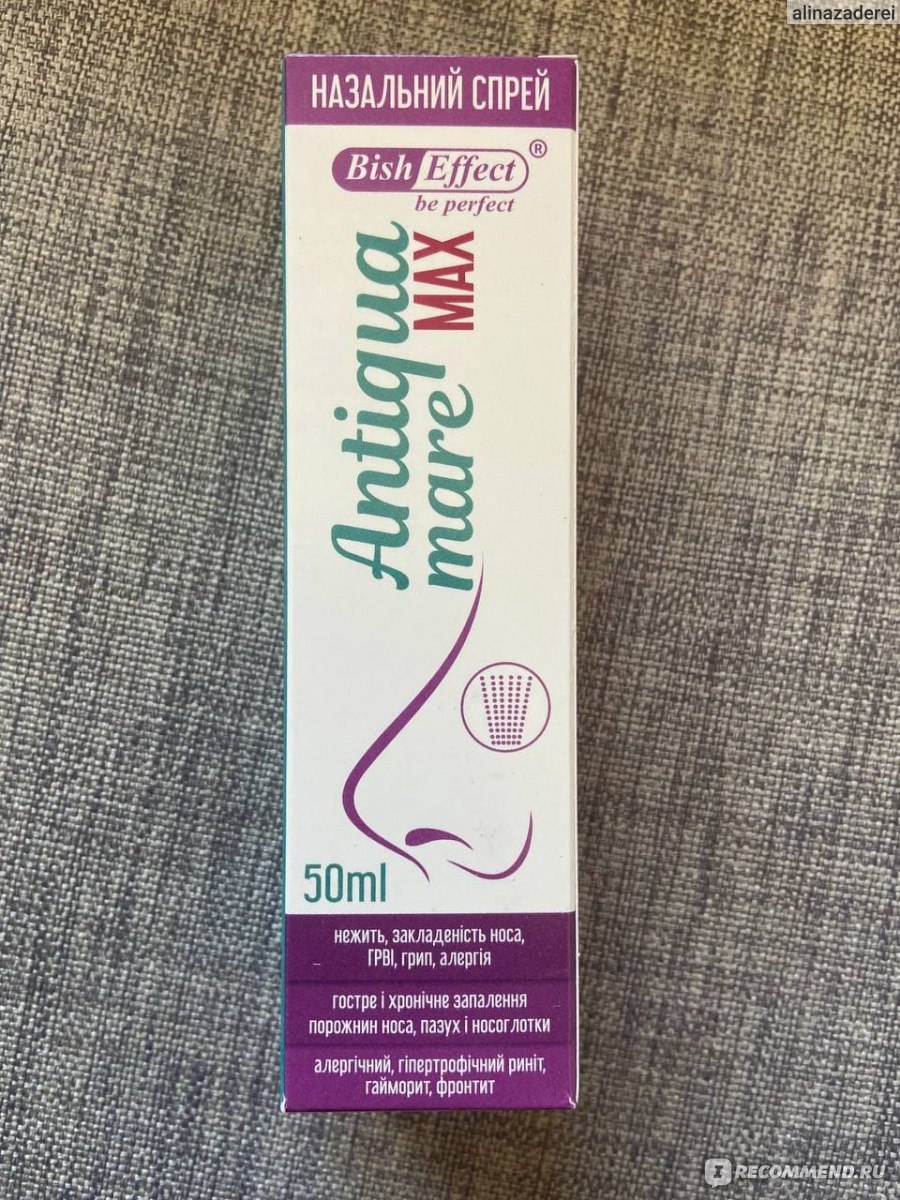 alinazaderei
НАЗАЛЬНИЙ СПРЕЙ
Bish Effect®
be perfect
Antiqua
MAX
mare
50ml
нежить, закладеність носа,
ГРВІ, грип, алергія
гостре і хронічне запалення
порожнин носа, пазух і носоглотки
алергічний, гіпертрофічний риніт,
гайморит, фронтит
I RECOMMEND.RU